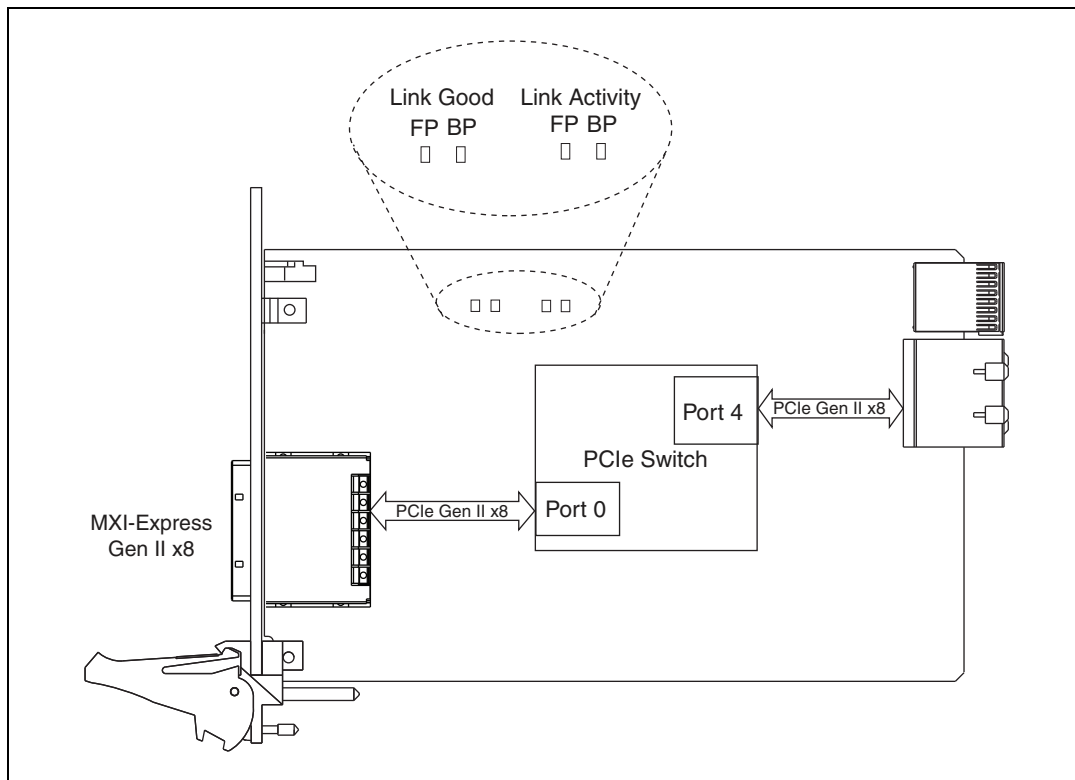 Link Good
Link Activity
FP BP
FP BP
Port 4
PCIe Gen II x8
PCIe Switch
MXI-Express
Gen II x8
PCIe Gen II x8
Port 0